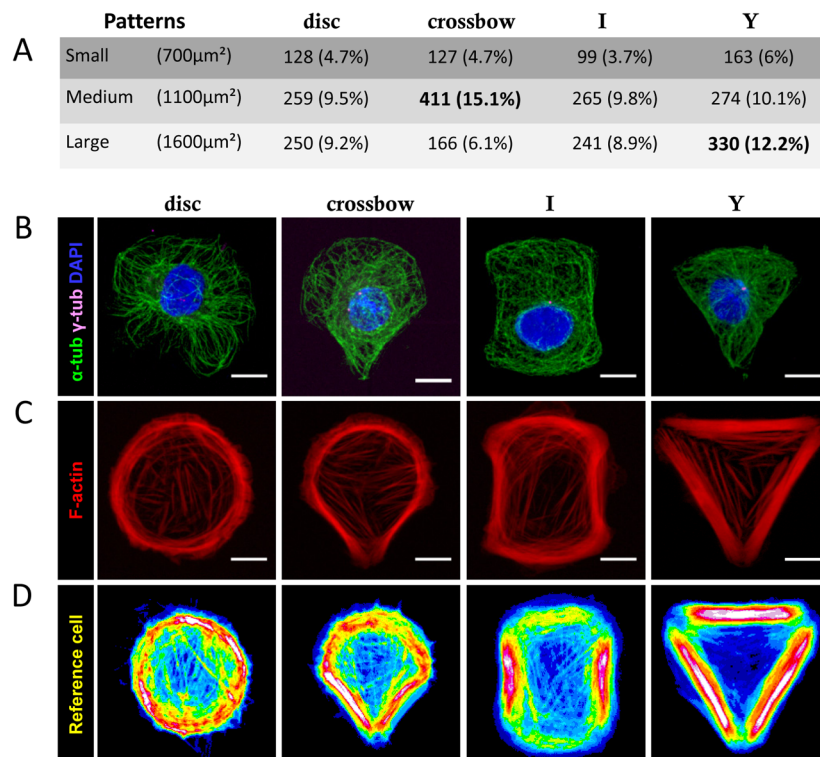 Patterns disc crossbow I Y
A
Small (700µm²) 128 (4.7%) 127 (4.7%) 99 (3.7%) 163 (6%)
Medium (1100µm²) 259 (9.5%) 411 (15.1%) 265 (9.8%) 274 (10.1%)
Large (1600µm²) 250 (9.2%) 166 (6.1%) 241 (8.9%) 330 (12.2%)
disc crossbow I Y
B
α-tub γ-tub DAPI
C
F-actin
D
Reference cell